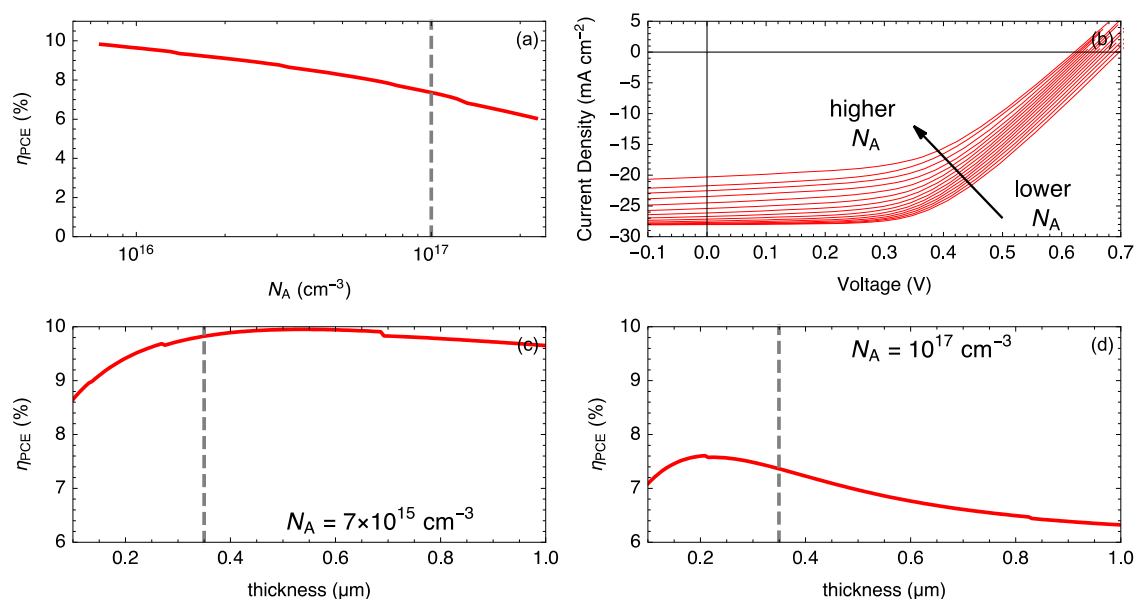 (a)
12
10
8
6
4
2
0
η_PCE (%)
10^16
10^17
N_A (cm^−3)
(b)
5
0
−5
−10
−15
−20
−25
−30
Current Density (mA cm^−2)
higher
N_A
lower
N_A
−0.1
0.0
0.1
0.2
0.3
0.4
0.5
0.6
0.7
Voltage (V)
(c)
10
9
8
7
6
η_PCE (%)
N_A = 7×10^15 cm^−3
0.2
0.4
0.6
0.8
1.0
thickness (µm)
N_A = 10^17 cm^−3
(d)
10
9
8
7
6
η_PCE (%)
0.2
0.4
0.6
0.8
1.0
thickness (µm)